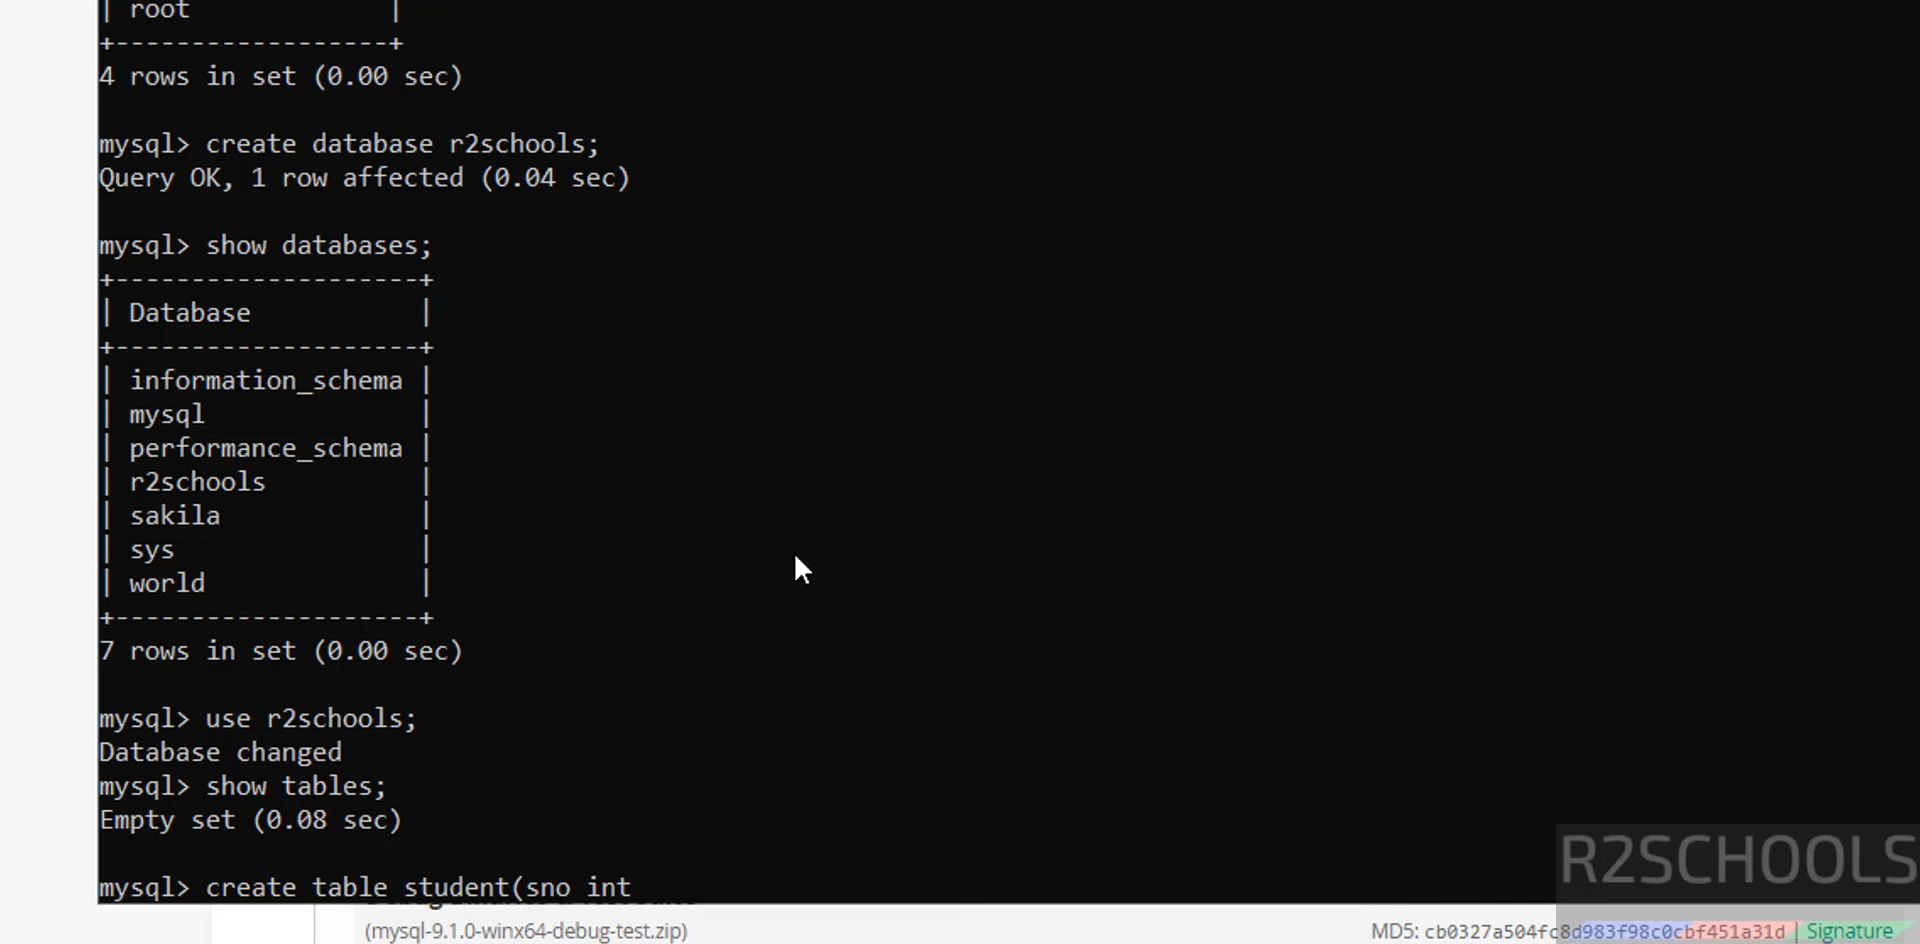 | root |
+------------------+
4 rows in set (0.00 sec)
mysql> create database r2schools;
Query OK, 1 row affected (0.04 sec)
mysql> show databases;
+--------------------+
| Database |
+--------------------+
| information_schema |
| mysql |
| performance_schema |
| r2schools |
| sakila |
| sys |
| world |
+--------------------+
7 rows in set (0.00 sec)
mysql> use r2schools;
Database changed
mysql> show tables;
Empty set (0.08 sec)
mysql> create table student(sno int
R2SCHOOLS
(mysql-9.1.0-winx64-debug-test.zip) MD5: cb0327a504fc8d983f98c0cbf451a31d | Signature